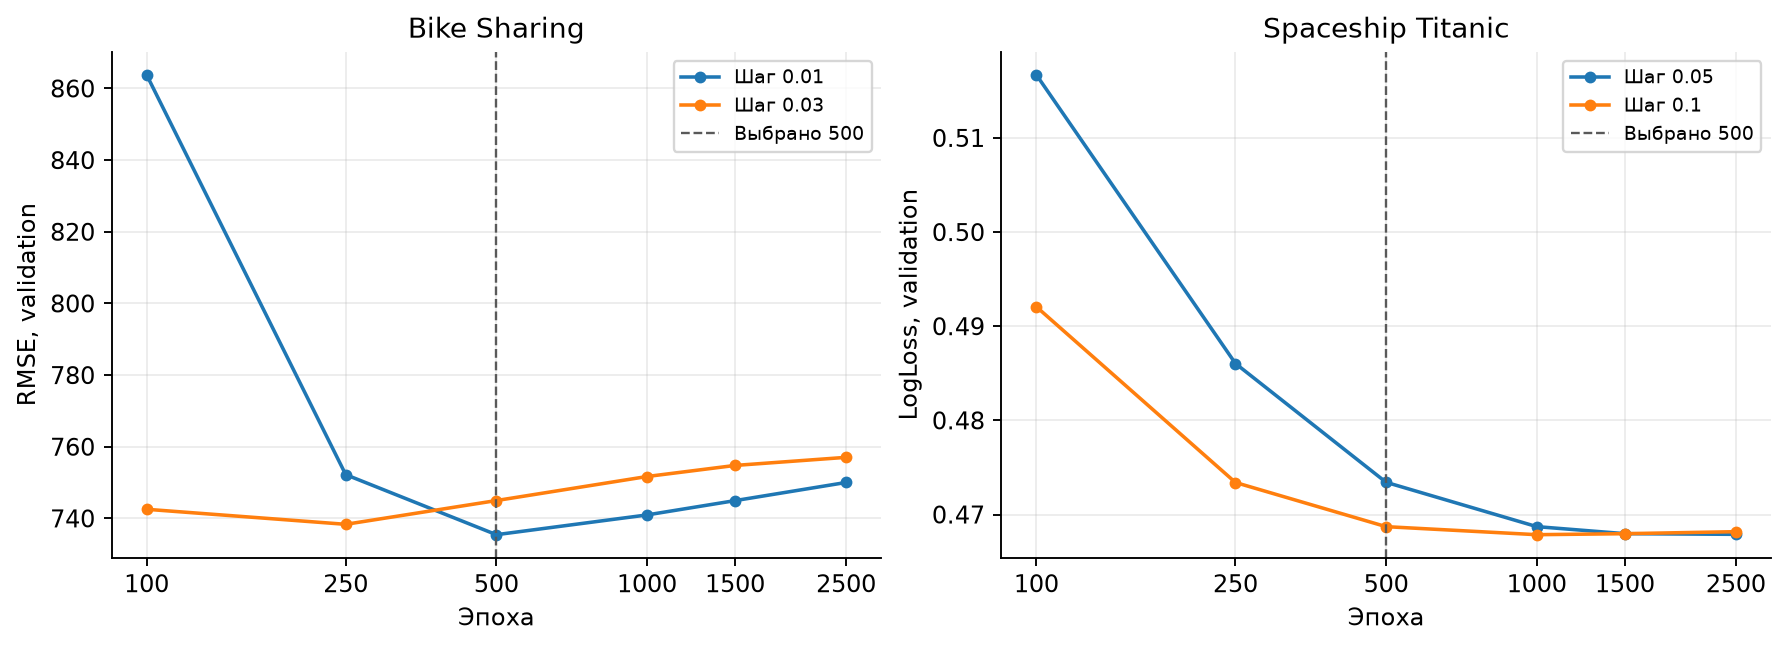 Bike Sharing
RMSE, validation
860
840
820
800
780
760
740
100 250 500 1000 1500 2500
Эпоха
Шаг 0.01
Шаг 0.03
Выбрано 500
Spaceship Titanic
LogLoss, validation
0.51
0.50
0.49
0.48
0.47
100 250 500 1000 1500 2500
Эпоха
Шаг 0.05
Шаг 0.1
Выбрано 500